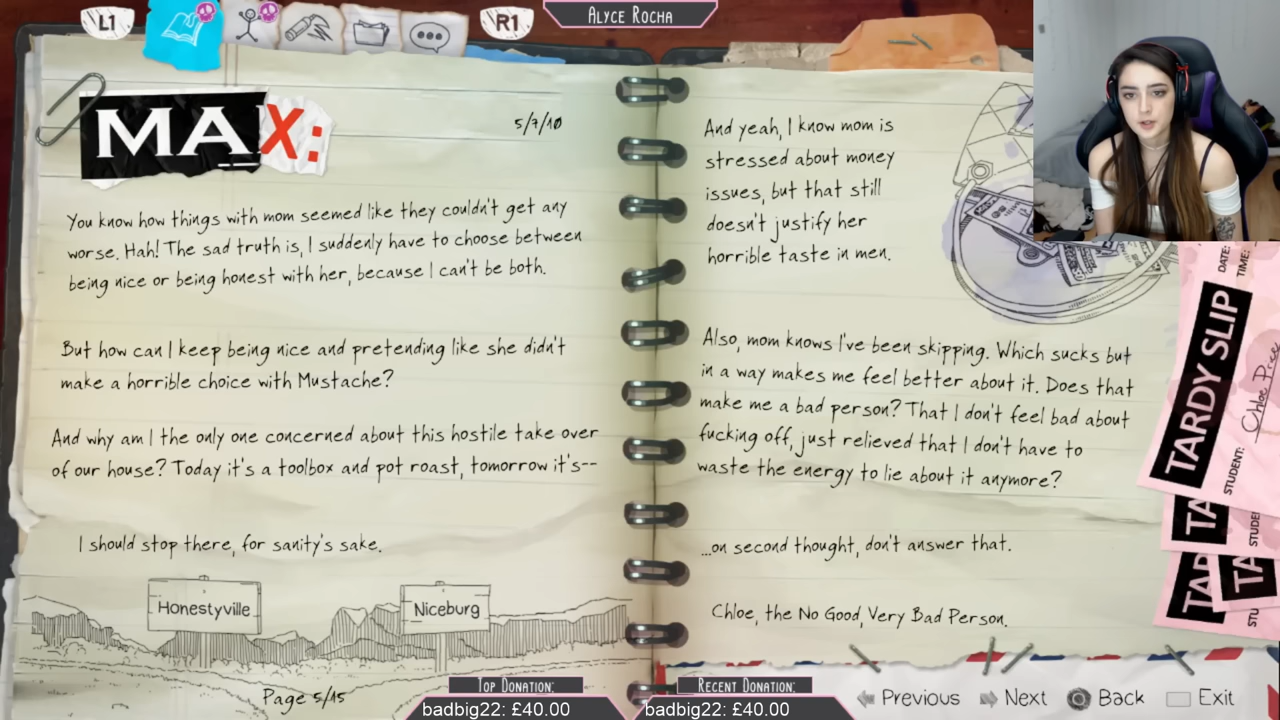 L1
R1
ALYCE ROCHA
MAX:
5/7/10
You know how things with mom seemed like they couldn't get any
worse. Hah! The sad truth is, I suddenly have to choose between
being nice or being honest with her, because I can't be both.
But how can I keep being nice and pretending like she didn't
make a horrible choice with Mustache?
And why am I the only one concerned about this hostile take over
of our house? Today it's a toolbox and pot roast, tomorrow it's--
I should stop there, for sanity's sake.
Honestyville
Niceburg
Page 5/15
And yeah, I know mom is
stressed about money
issues, but that still
doesn't justify her
horrible taste in men.
Also, mom knows I've been skipping. Which sucks but
in a way makes me feel better about it. Does that
make me a bad person? That I don't feel bad about
fucking off, just relieved that I don't have to
waste the energy to lie about it anymore?
...on second thought, don't answer that.
Chloe, the No Good, Very Bad Person.
TARDY SLIP
DATE:
TIME:
STUDENT:
Chloe Price
TA
STUDE
TA
STU
TAR
TOP DONATION:
badbig22: £40.00
RECENT DONATION:
badbig22: £40.00
Previous
Next
Back
Exit